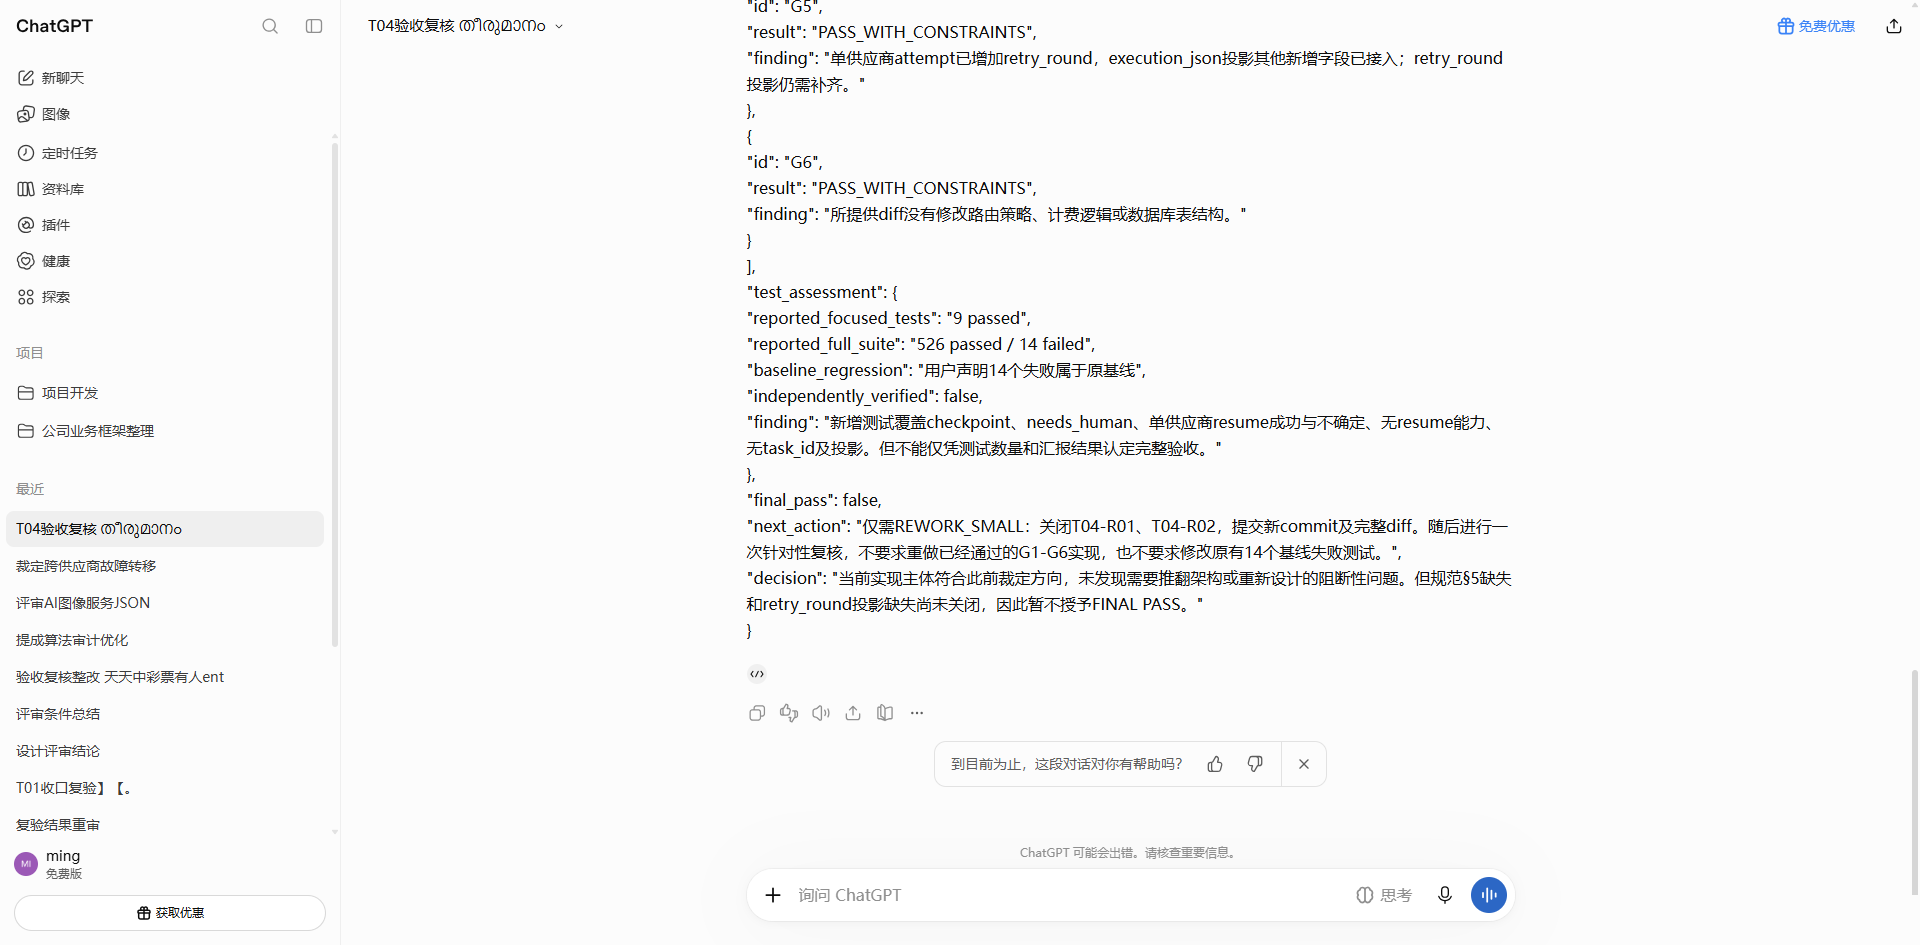 ChatGPT
新聊天
图像
定时任务
资料库
插件
健康
探索
项目
项目开发
公司业务框架整理
最近
T04验收复核 തീരുമാനം
裁定跨供应商故障转移
评审AI图像服务JSON
提成算法审计优化
验收复核整改 天天中彩票有人ent
评审条件总结
设计评审结论
T01收口复验】【。
复验结果重审
MI
ming
免费版
获取优惠
T04验收复核 തീരുമാനം
免费优惠
"id": "G5",
"result": "PASS_WITH_CONSTRAINTS",
"finding": "单供应商attempt已增加retry_round，execution_json投影其他新增字段已接入；retry_round
投影仍需补齐。"
},
{
"id": "G6",
"result": "PASS_WITH_CONSTRAINTS",
"finding": "所提供diff没有修改路由策略、计费逻辑或数据库表结构。"
}
],
"test_assessment": {
"reported_focused_tests": "9 passed",
"reported_full_suite": "526 passed / 14 failed",
"baseline_regression": "用户声明14个失败属于原基线",
"independently_verified": false,
"finding": "新增测试覆盖checkpoint、needs_human、单供应商resume成功与不确定、无resume能力、
无task_id及投影。但不能仅凭测试数量和汇报结果认定完整验收。"
},
"final_pass": false,
"next_action": "仅需REWORK_SMALL：关闭T04-R01、T04-R02，提交新commit及完整diff。随后进行一
次针对性复核，不要求重做已经通过的G1-G6实现，也不要求修改原有14个基线失败测试。",
"decision": "当前实现主体符合此前裁定方向，未发现需要推翻架构或重新设计的阻断性问题。但规范§5缺失
和retry_round投影缺失尚未关闭，因此暂不授予FINAL PASS。"
}
到目前为止，这段对话对你有帮助吗？
ChatGPT 可能会出错。请核查重要信息。
询问 ChatGPT
思考